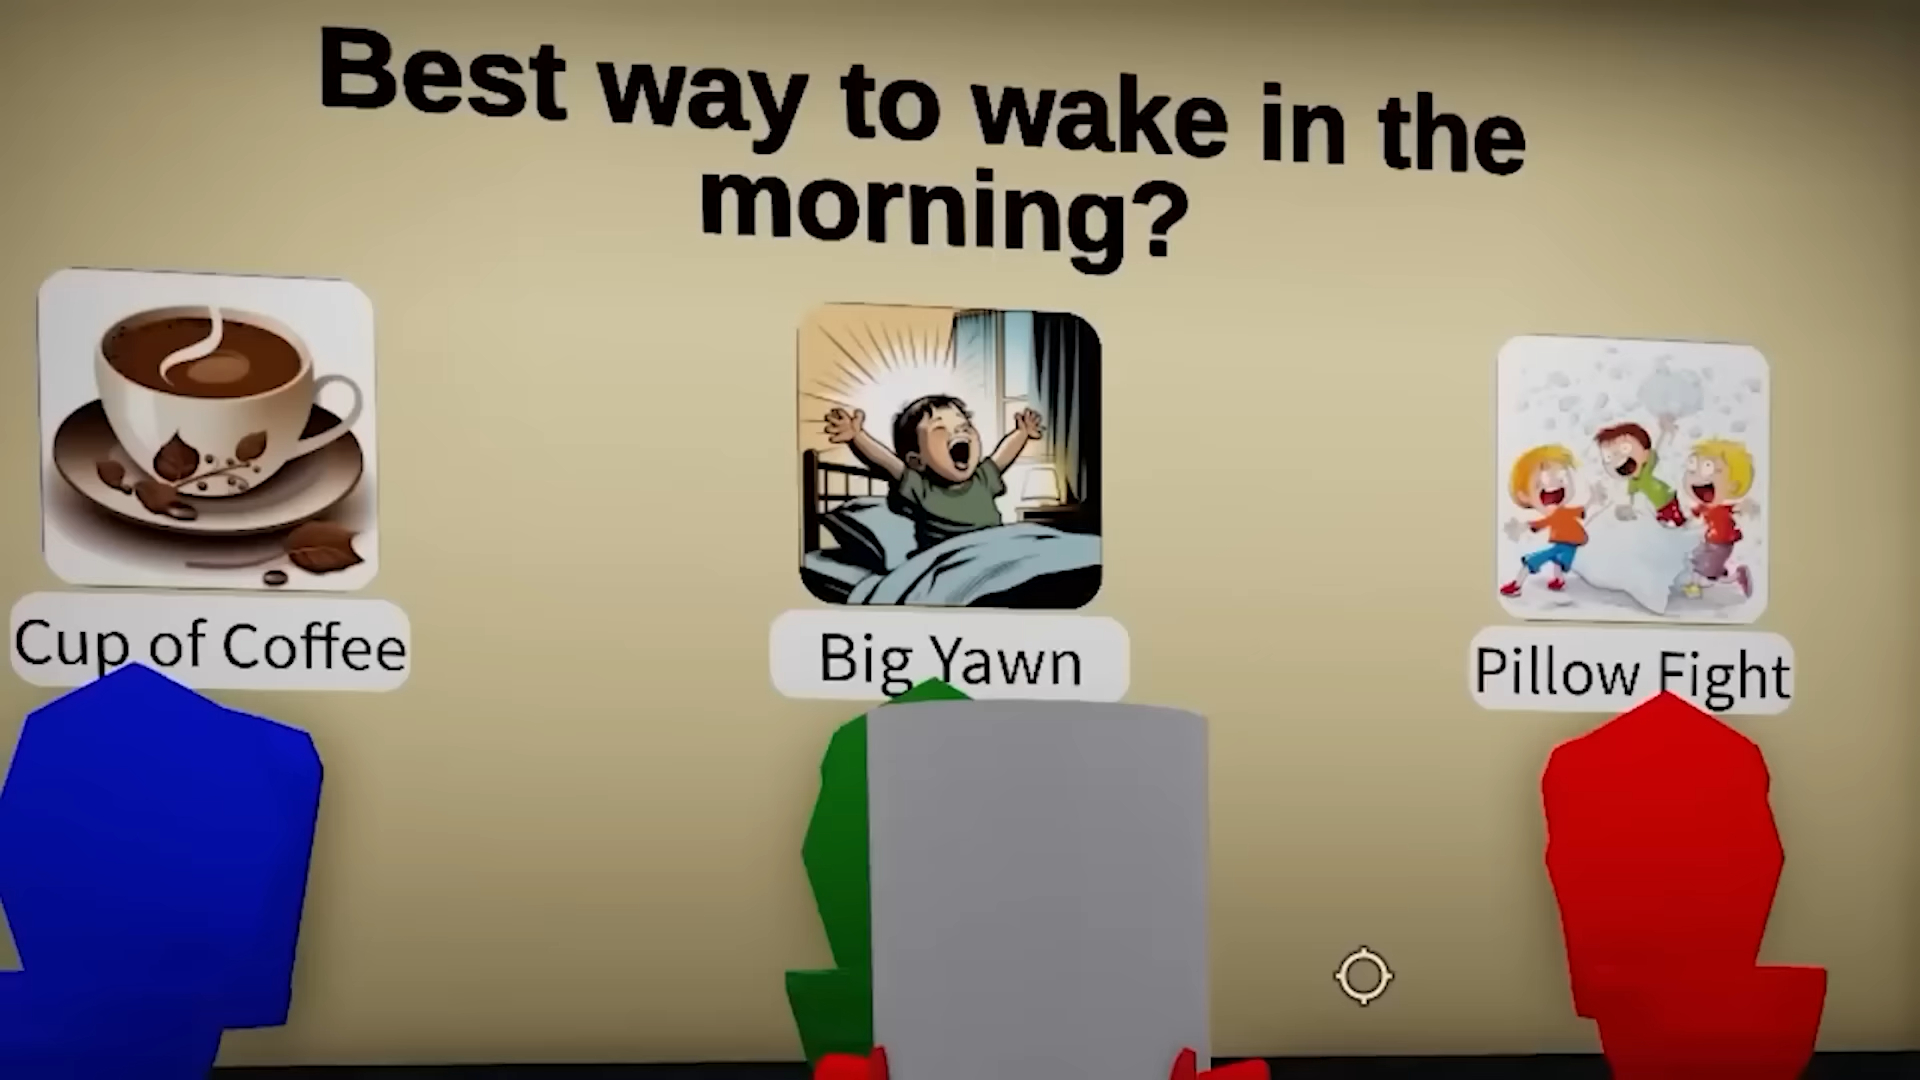 Best way to wake in the
morning?
Cup of Coffee
Big Yawn
Pillow Fight